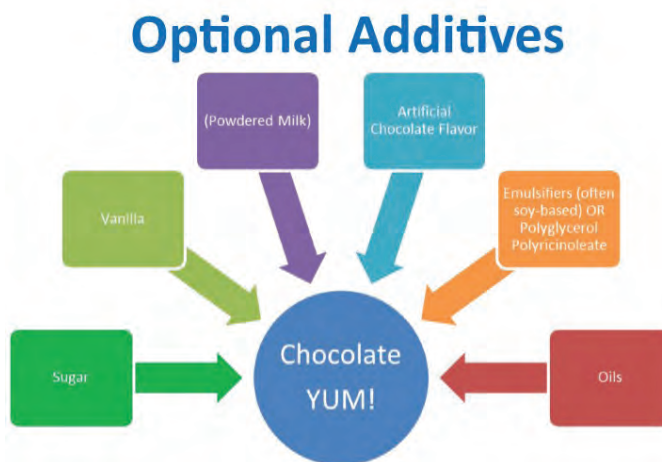 Optional Additives
(Powdered Milk)
Artificial
Chocolate Flavor
Vanilla
Emulsifiers (often
soy-based) OR
Polyglycerol
Polyricinoleate
Sugar
Chocolate
YUM!
Oils